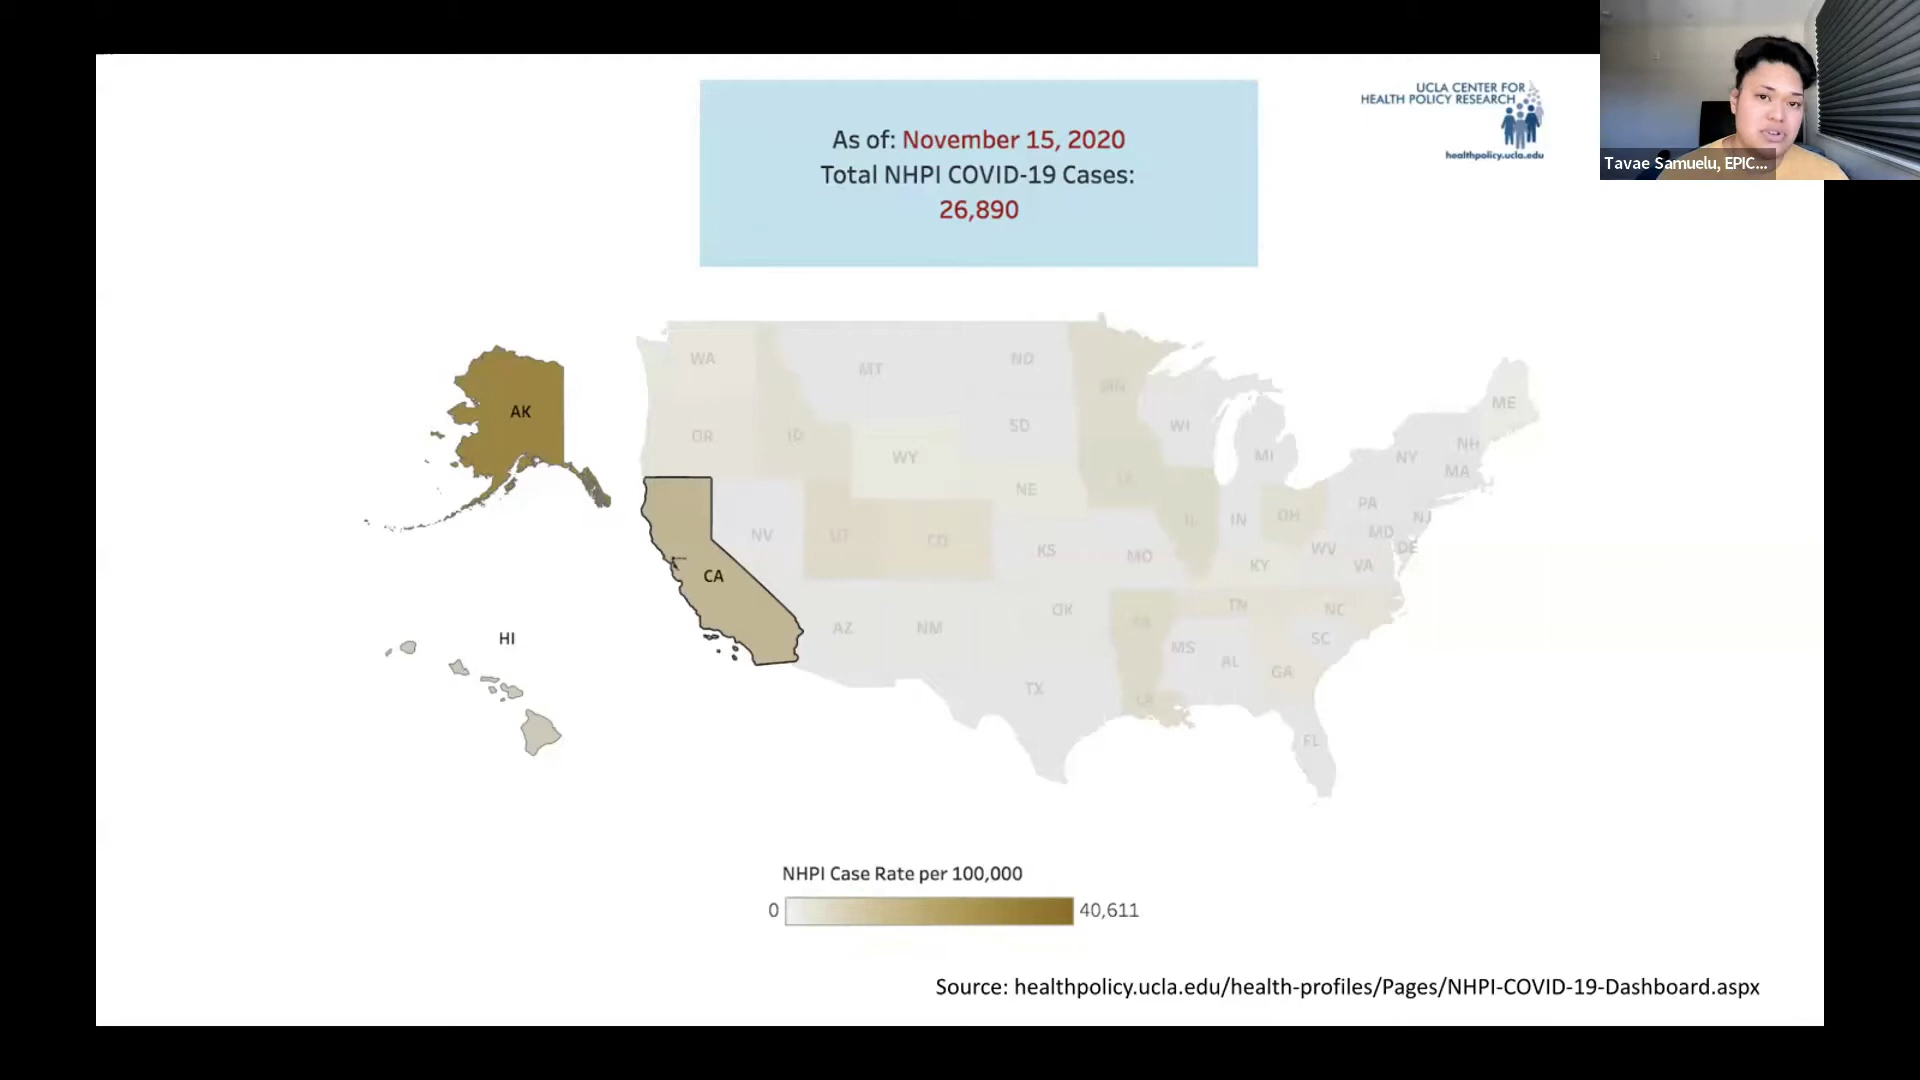 As of: November 15, 2020
Total NHPI COVID-19 Cases:
26,890
UCLA CENTER FOR
HEALTH POLICY RESEARCH
healthpolicy.ucla.edu
Tavae Samuelu, EPIC...
AK
HI
CA
WA
OR
ID
MT
WY
NV
UT
CO
AZ
NM
ND
SD
NE
KS
OK
TX
MN
IA
MO
AR
LA
WI
IL
MI
IN
OH
KY
TN
MS
AL
GA
FL
SC
NC
VA
WV
PA
NY
ME
NH
MA
NJ
MD
DE
NHPI Case Rate per 100,000
0
40,611
Source: healthpolicy.ucla.edu/health-profiles/Pages/NHPI-COVID-19-Dashboard.aspx